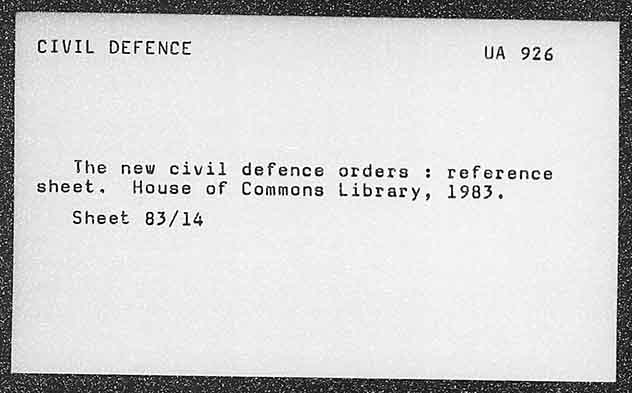 CIVIL DEFENCE
UA 926
The new civil defence orders : reference
sheet. House of Commons Library, 1983.
Sheet 83/14